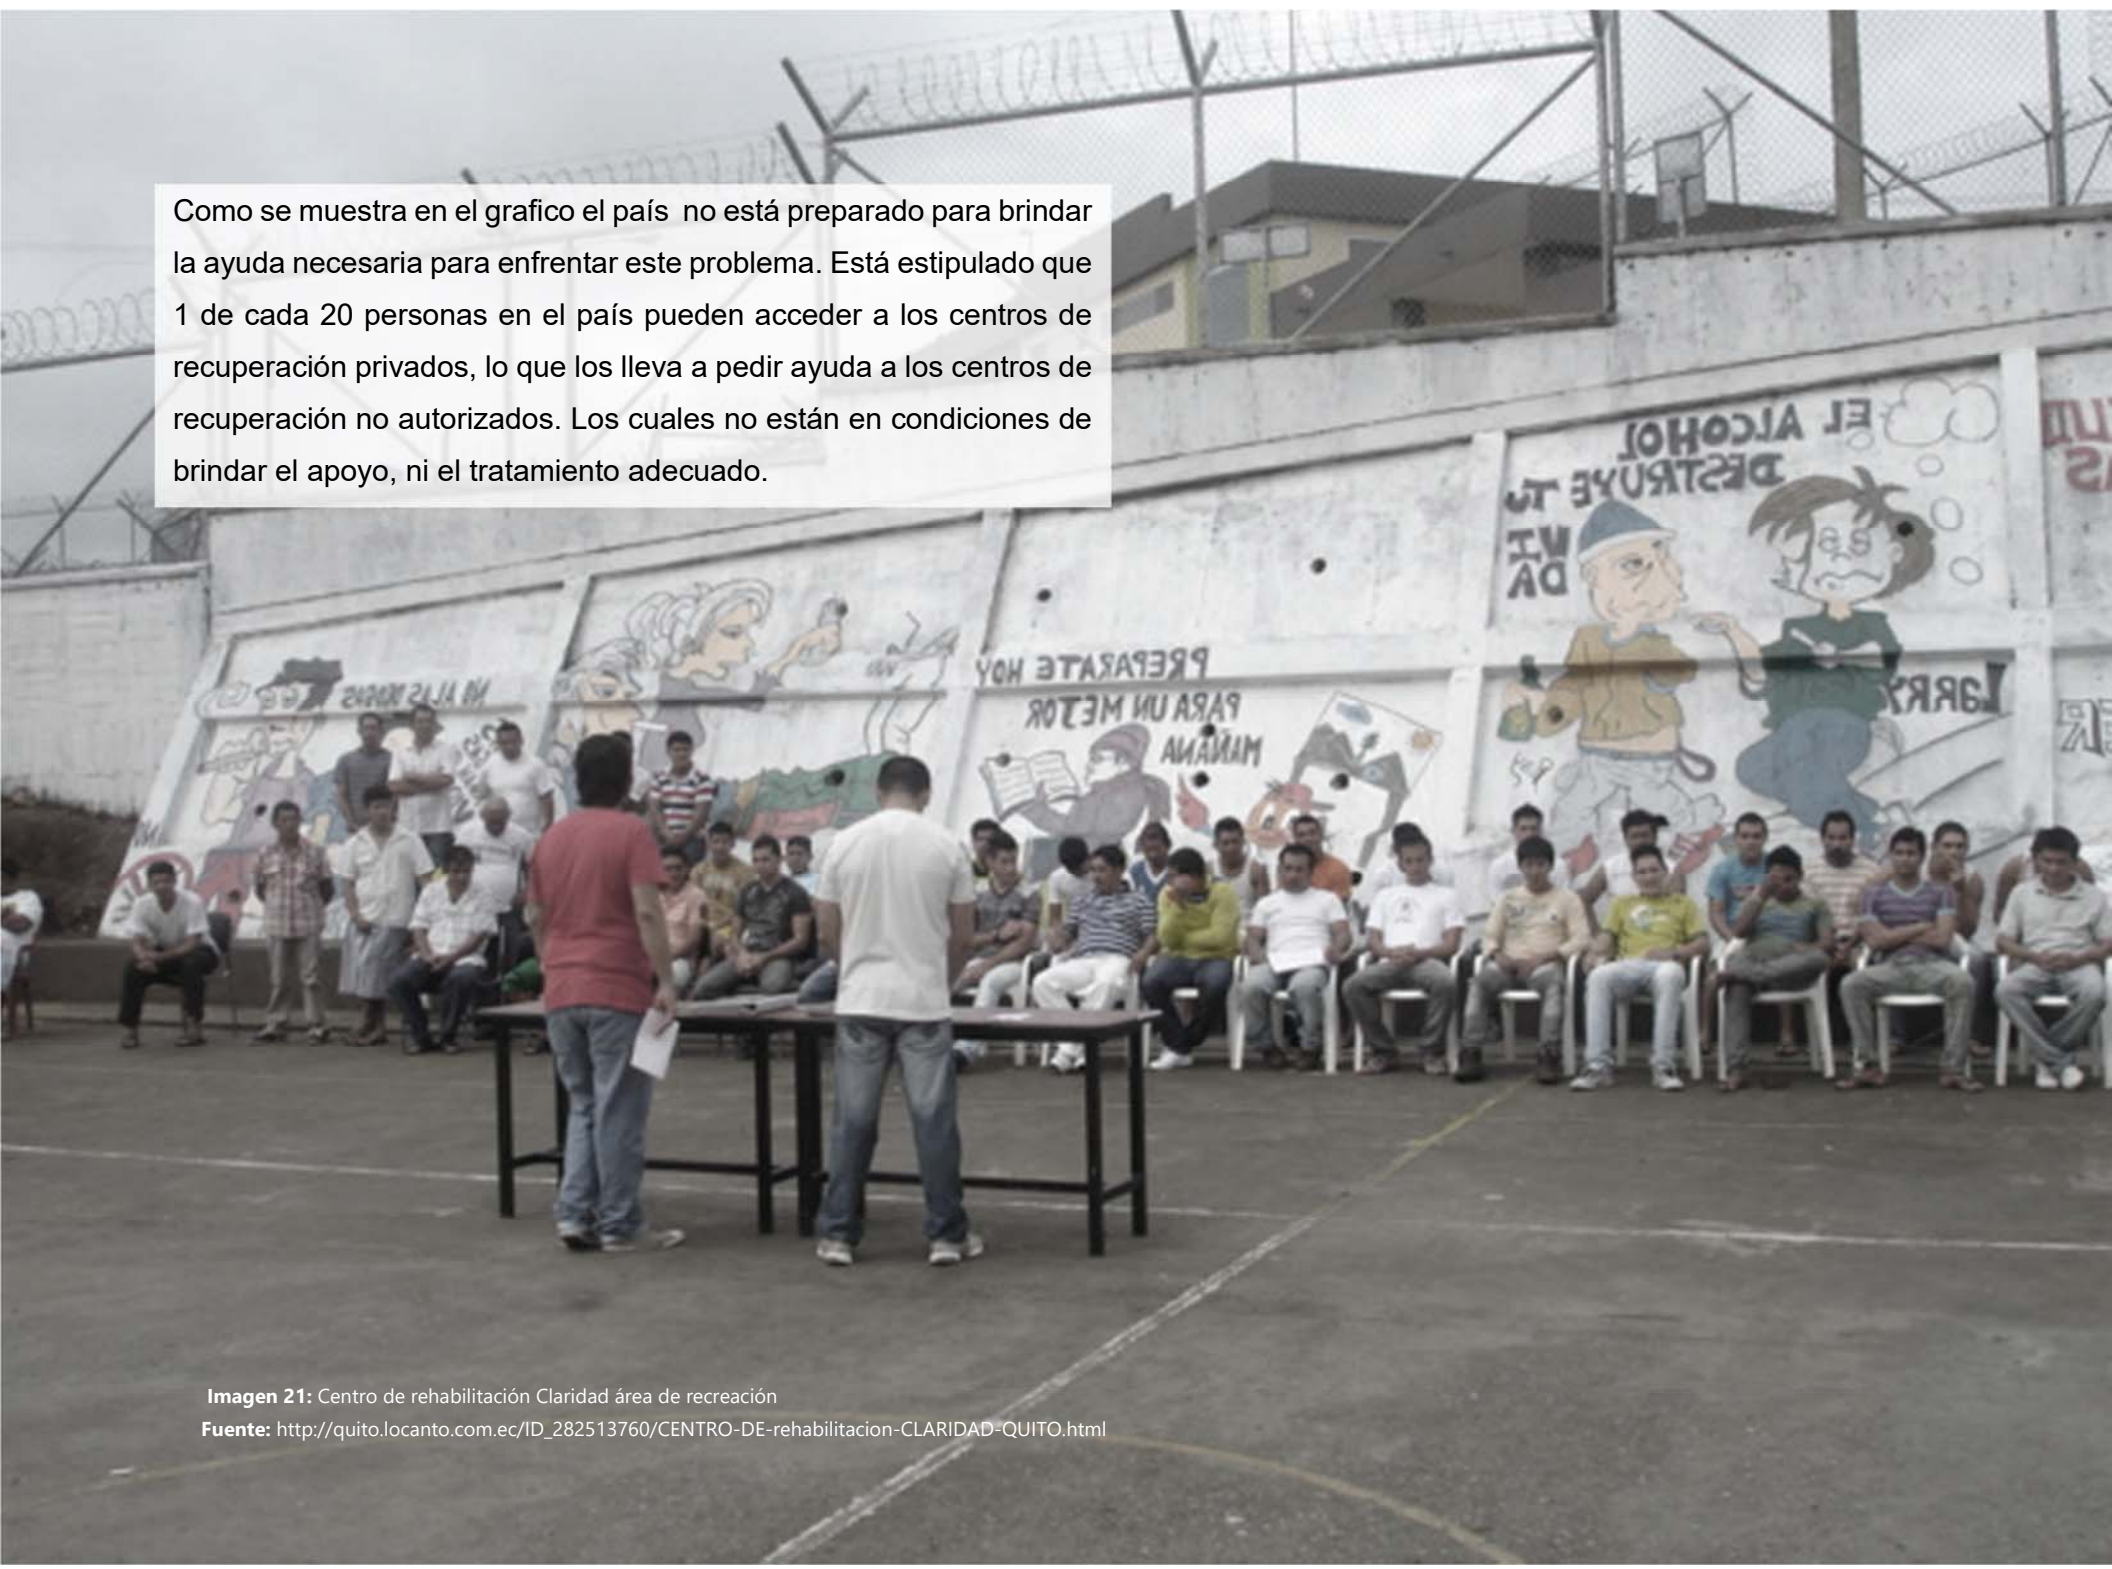 Como se muestra en el grafico el país no está preparado para brindar
la ayuda necesaria para enfrentar este problema. Está estipulado que
1 de cada 20 personas en el país pueden acceder a los centros de
recuperación privados, lo que los lleva a pedir ayuda a los centros de
recuperación no autorizados. Los cuales no están en condiciones de
brindar el apoyo, ni el tratamiento adecuado.
EL ALCOHOL
DESTRUYE TU
VI
DA
NO A LAS DROGAS
PREPARATE HOY
PARA UN MEJOR
MAÑANA
LARRY
Imagen 21: Centro de rehabilitación Claridad área de recreación
Fuente: http://quito.locanto.com.ec/ID_282513760/CENTRO-DE-rehabilitacion-CLARIDAD-QUITO.html